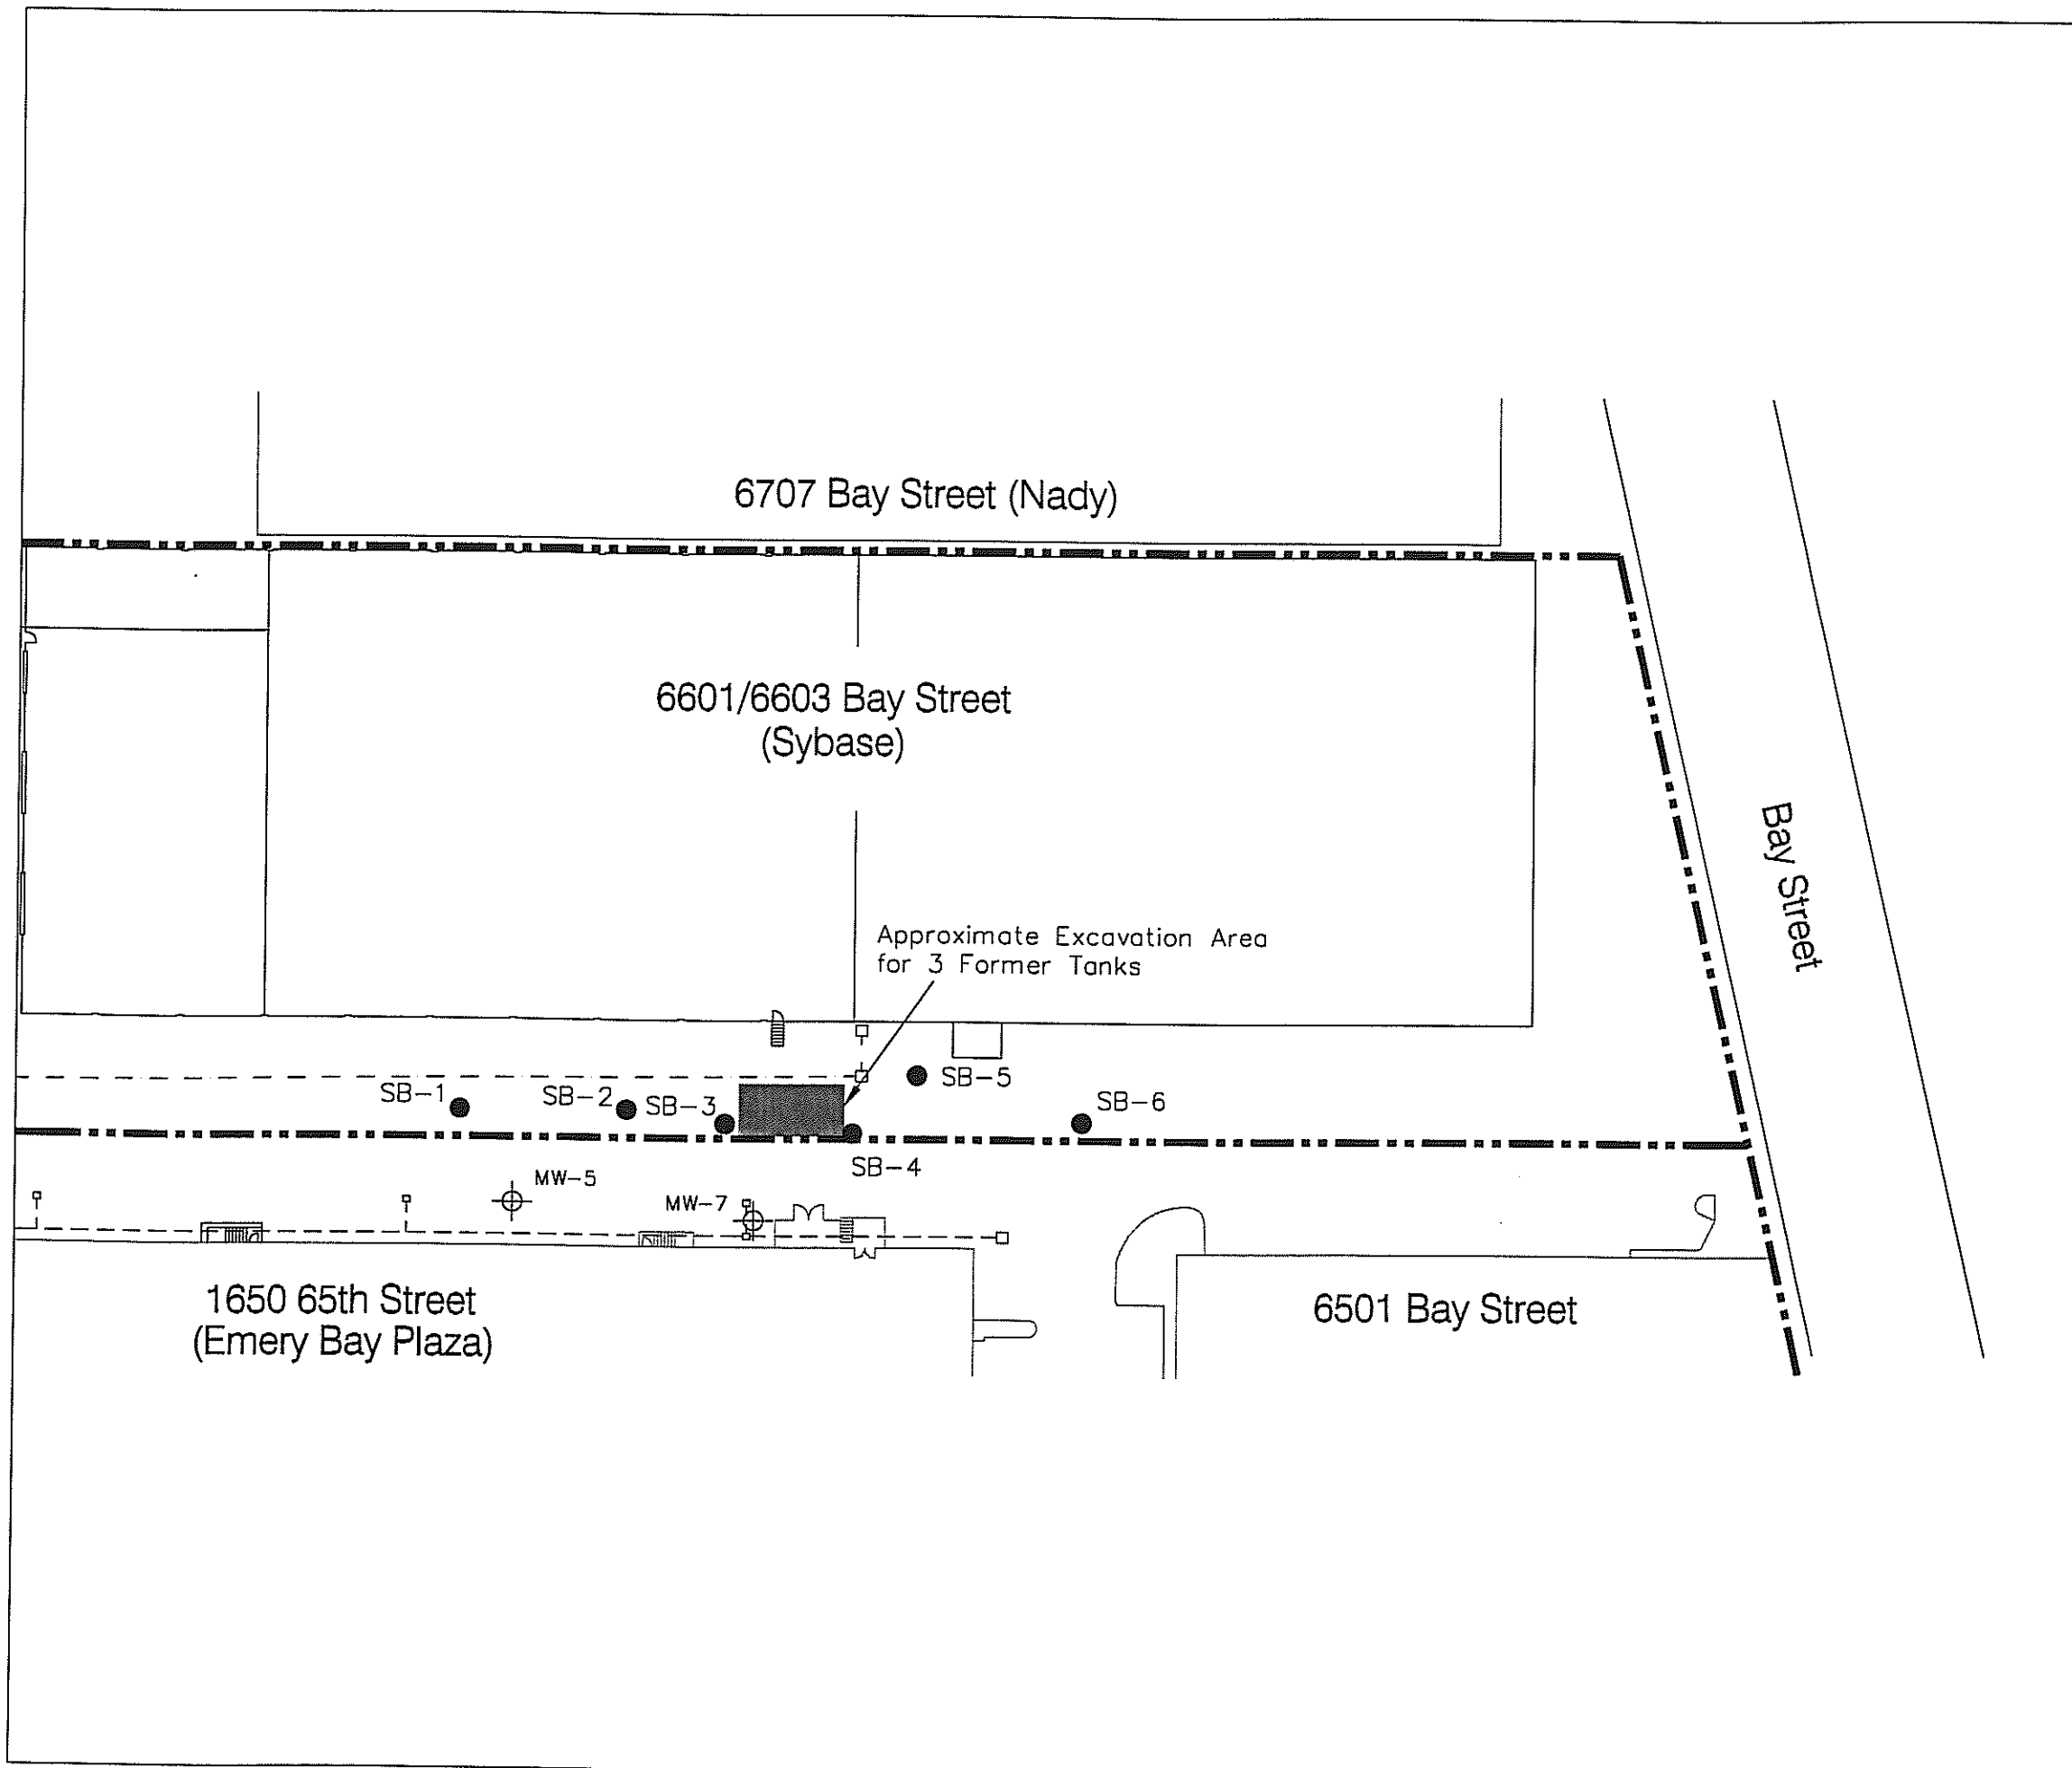 6707 Bay Street (Nady)
6601/6603 Bay Street
(Sybase)
Bay Street
Approximate Excavation Area
for 3 Former Tanks
SB-5
SB-1
SB-2
SB-3
SB-6
SB-4
MW-5
MW-7
1650 65th Street
(Emery Bay Plaza)
6501 Bay Street